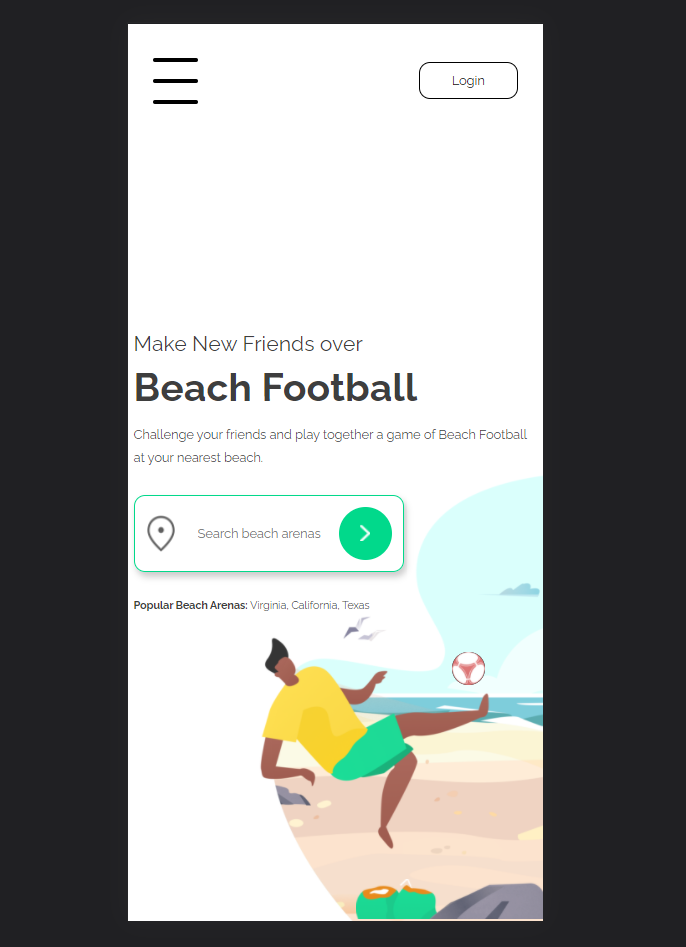 Login
Make New Friends over
Beach Football
Challenge your friends and play together a game of Beach Football
at your nearest beach.
Search beach arenas
Popular Beach Arenas: Virginia, California, Texas